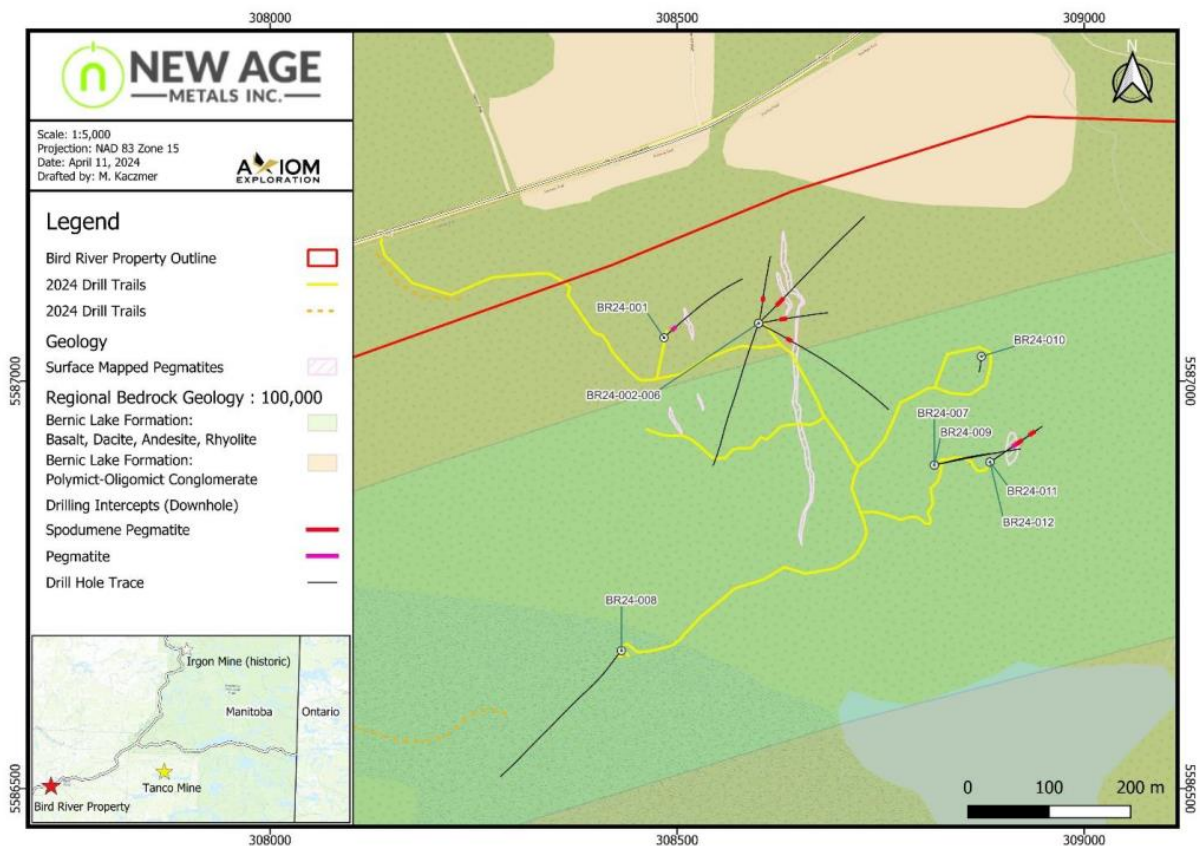 308000
308500
309000
NEW AGE
METALS INC.
Scale: 1:5,000
Projection: NAD 83 Zone 15
Date: April 11, 2024
Drafted by: M. Kaczmer
AXIOM
EXPLORATION
Legend
Bird River Property Outline
2024 Drill Trails
2024 Drill Trails
Geology
Surface Mapped Pegmatites
Regional Bedrock Geology : 100,000
Bernic Lake Formation:
Basalt, Dacite, Andesite, Rhyolite
Bernic Lake Formation:
Polymict-Oligomict Conglomerate
Drilling Intercepts (Downhole)
Spodumene Pegmatite
Pegmatite
Drill Hole Trace
Irgon Mine (historic)
Manitoba
Ontario
Tanco Mine
Bird River Property
N
BR24-001
BR24-002-006
BR24-010
BR24-007
BR24-009
BR24-011
BR24-012
BR24-008
0 100 200 m
5587000
5587000
5586500
5586500
308000
308500
309000